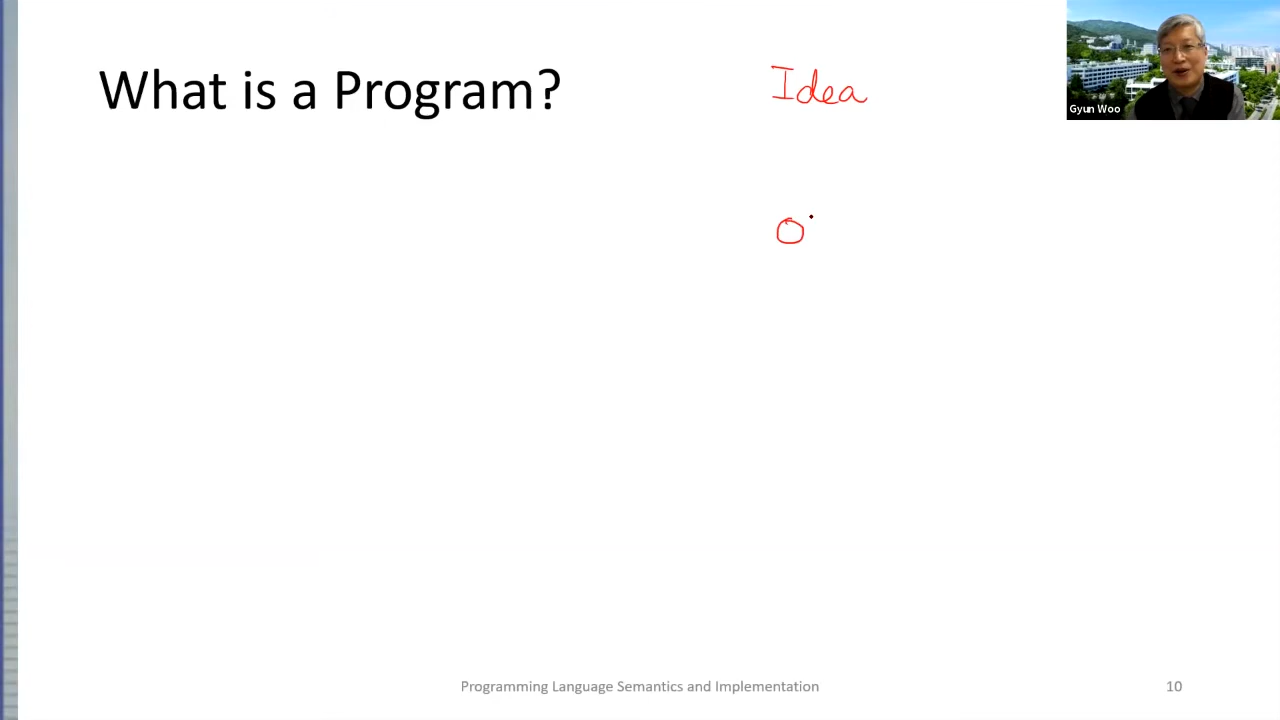 What is a Program?
Idea
O
Gyun Woo
Programming Language Semantics and Implementation
10